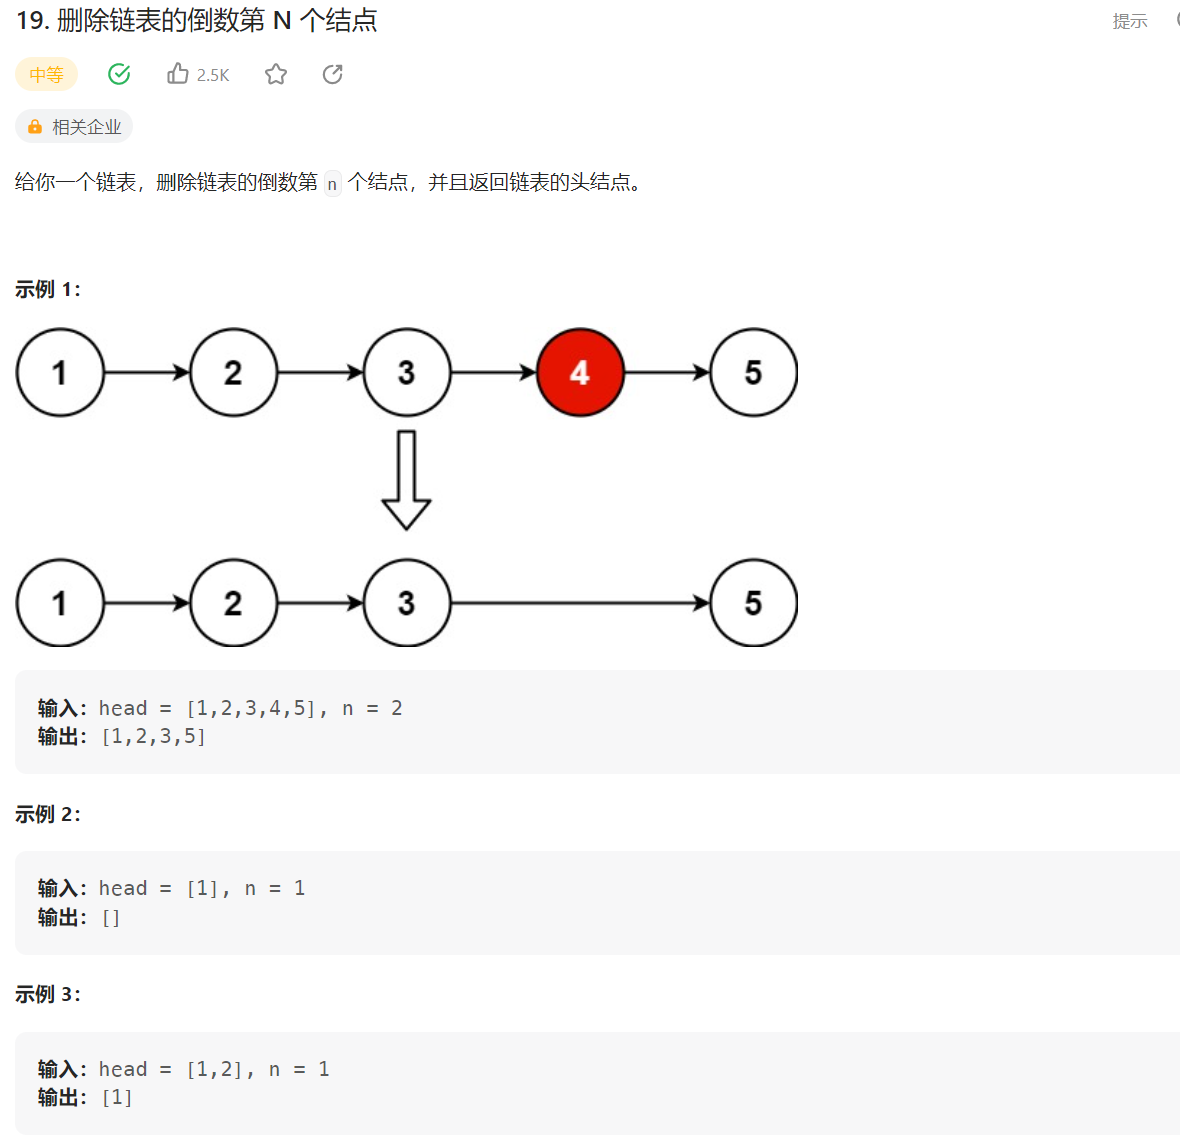 19. 删除链表的倒数第 N 个结点
提示
中等
2.5K
相关企业
给你一个链表，删除链表的倒数第 n 个结点，并且返回链表的头结点。
示例 1：
1 2 3 4 5
1 2 3 5
输入：head = [1,2,3,4,5], n = 2
输出：[1,2,3,5]
示例 2：
输入：head = [1], n = 1
输出：[]
示例 3：
输入：head = [1,2], n = 1
输出：[1]